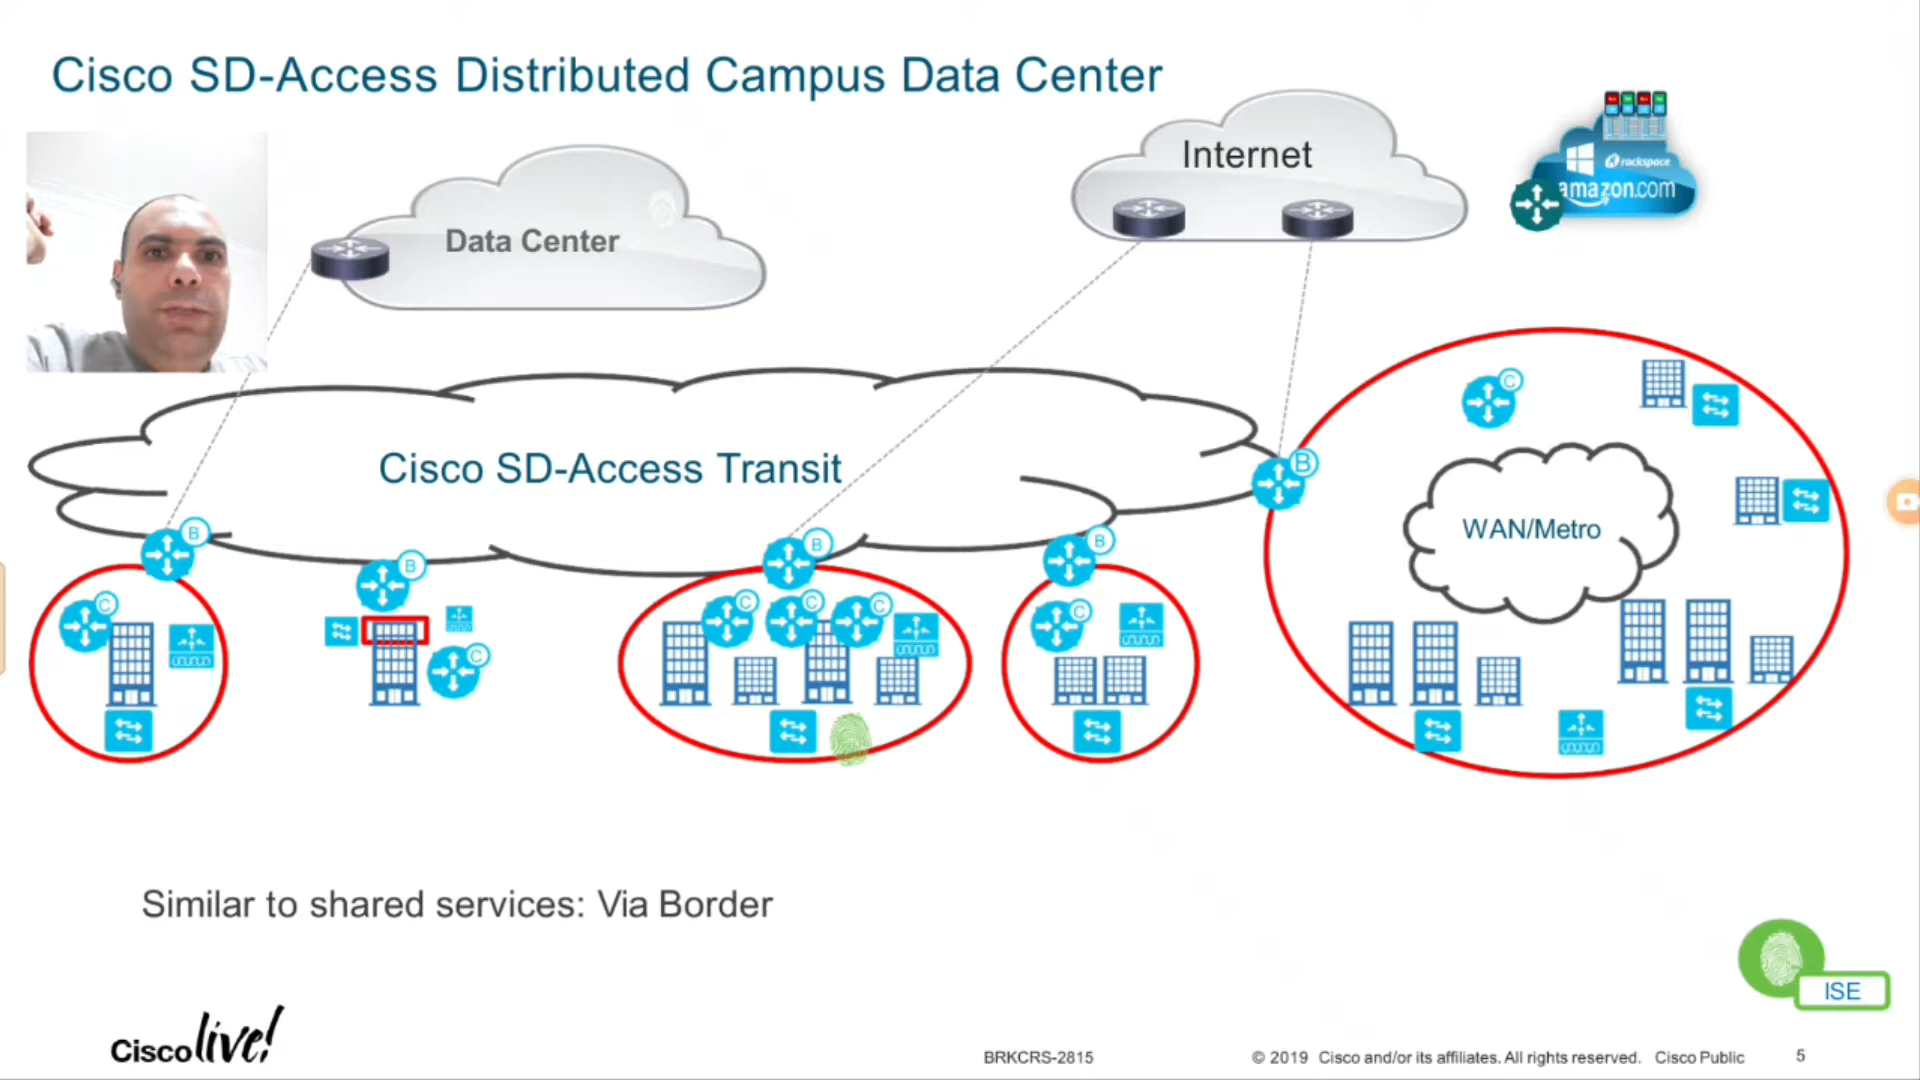 Cisco SD-Access Distributed Campus Data Center
Internet
rackspace
amazon.com
Data Center
Cisco SD-Access Transit
WAN/Metro
B
B
B
B
B
C
C
C
C
C
C
C
Similar to shared services: Via Border
ISE
Cisco live!
BRKCRS-2815
© 2019 Cisco and/or its affiliates. All rights reserved. Cisco Public
5